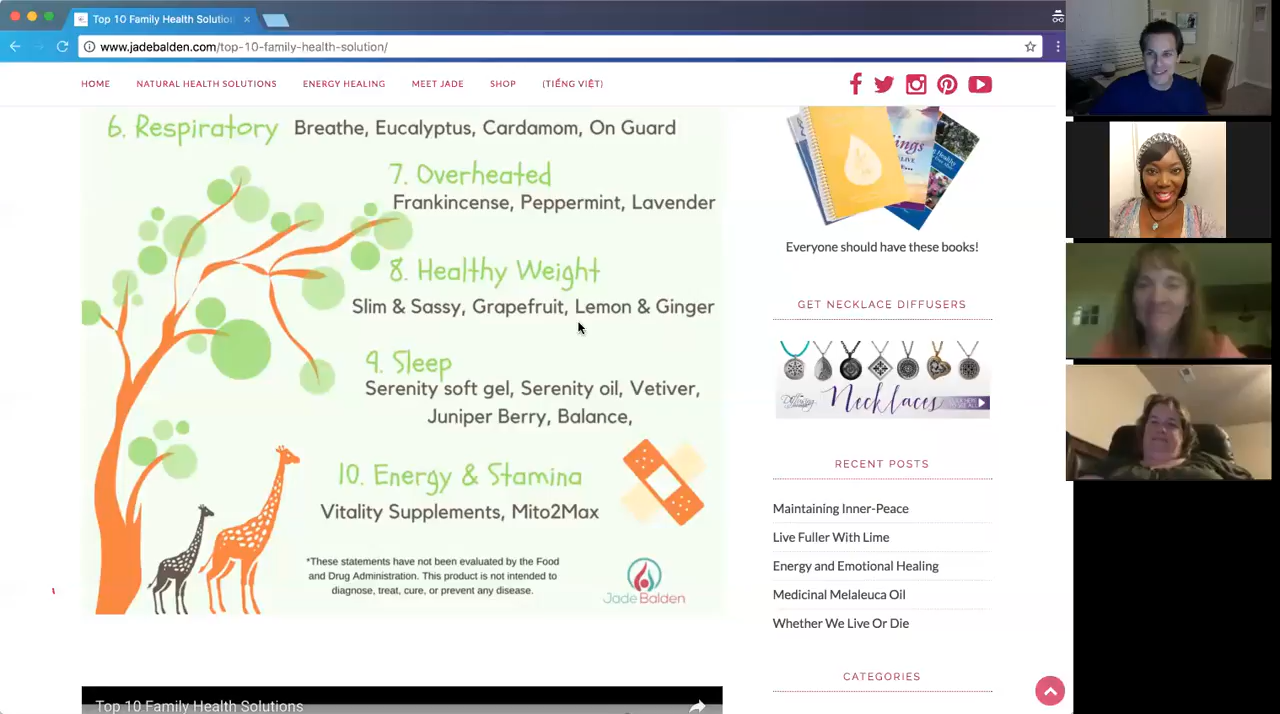 Top 10 Family Health Solutio
www.jadebalden.com/top-10-family-health-solution/
HOME
NATURAL HEALTH SOLUTIONS
ENERGY HEALING
MEET JADE
SHOP
(TIẾNG VIỆT)
6. Respiratory Breathe, Eucalyptus, Cardamom, On Guard
7. Overheated
Frankincense, Peppermint, Lavender
8. Healthy Weight
Slim & Sassy, Grapefruit, Lemon & Ginger
9. Sleep
Serenity soft gel, Serenity oil, Vetiver,
Juniper Berry, Balance,
10. Energy & Stamina
Vitality Supplements, Mito2Max
*These statements have not been evaluated by the Food
and Drug Administration. This product is not intended to
diagnose, treat, cure, or prevent any disease.
Jade Balden
Top 10 Family Health Solutions
Everyone should have these books!
GET NECKLACE DIFFUSERS
Necklaces
RECENT POSTS
Maintaining Inner-Peace
Live Fuller With Lime
Energy and Emotional Healing
Medicinal Melaleuca Oil
Whether We Live Or Die
CATEGORIES